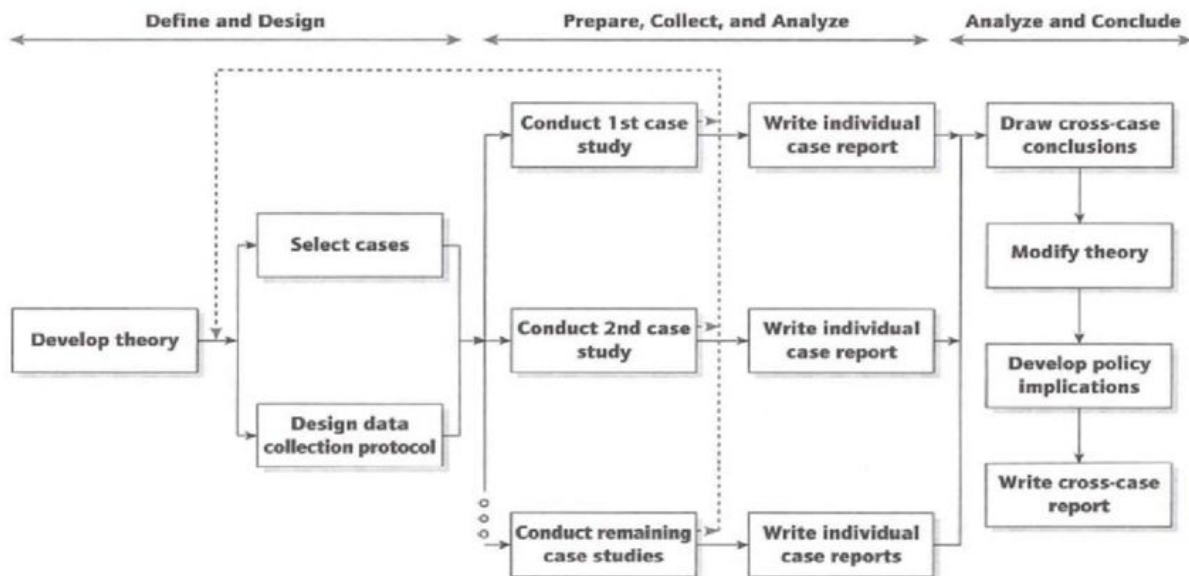 Define and Design
Prepare, Collect, and Analyze
Analyze and Conclude
Conduct 1st case
study
Write individual
case report
Draw cross-case
conclusions
Select cases
Modify theory
Develop theory
Conduct 2nd case
study
Write individual
case report
Develop policy
implications
Design data
collection protocol
Write cross-case
report
Conduct remaining
case studies
Write individual
case reports